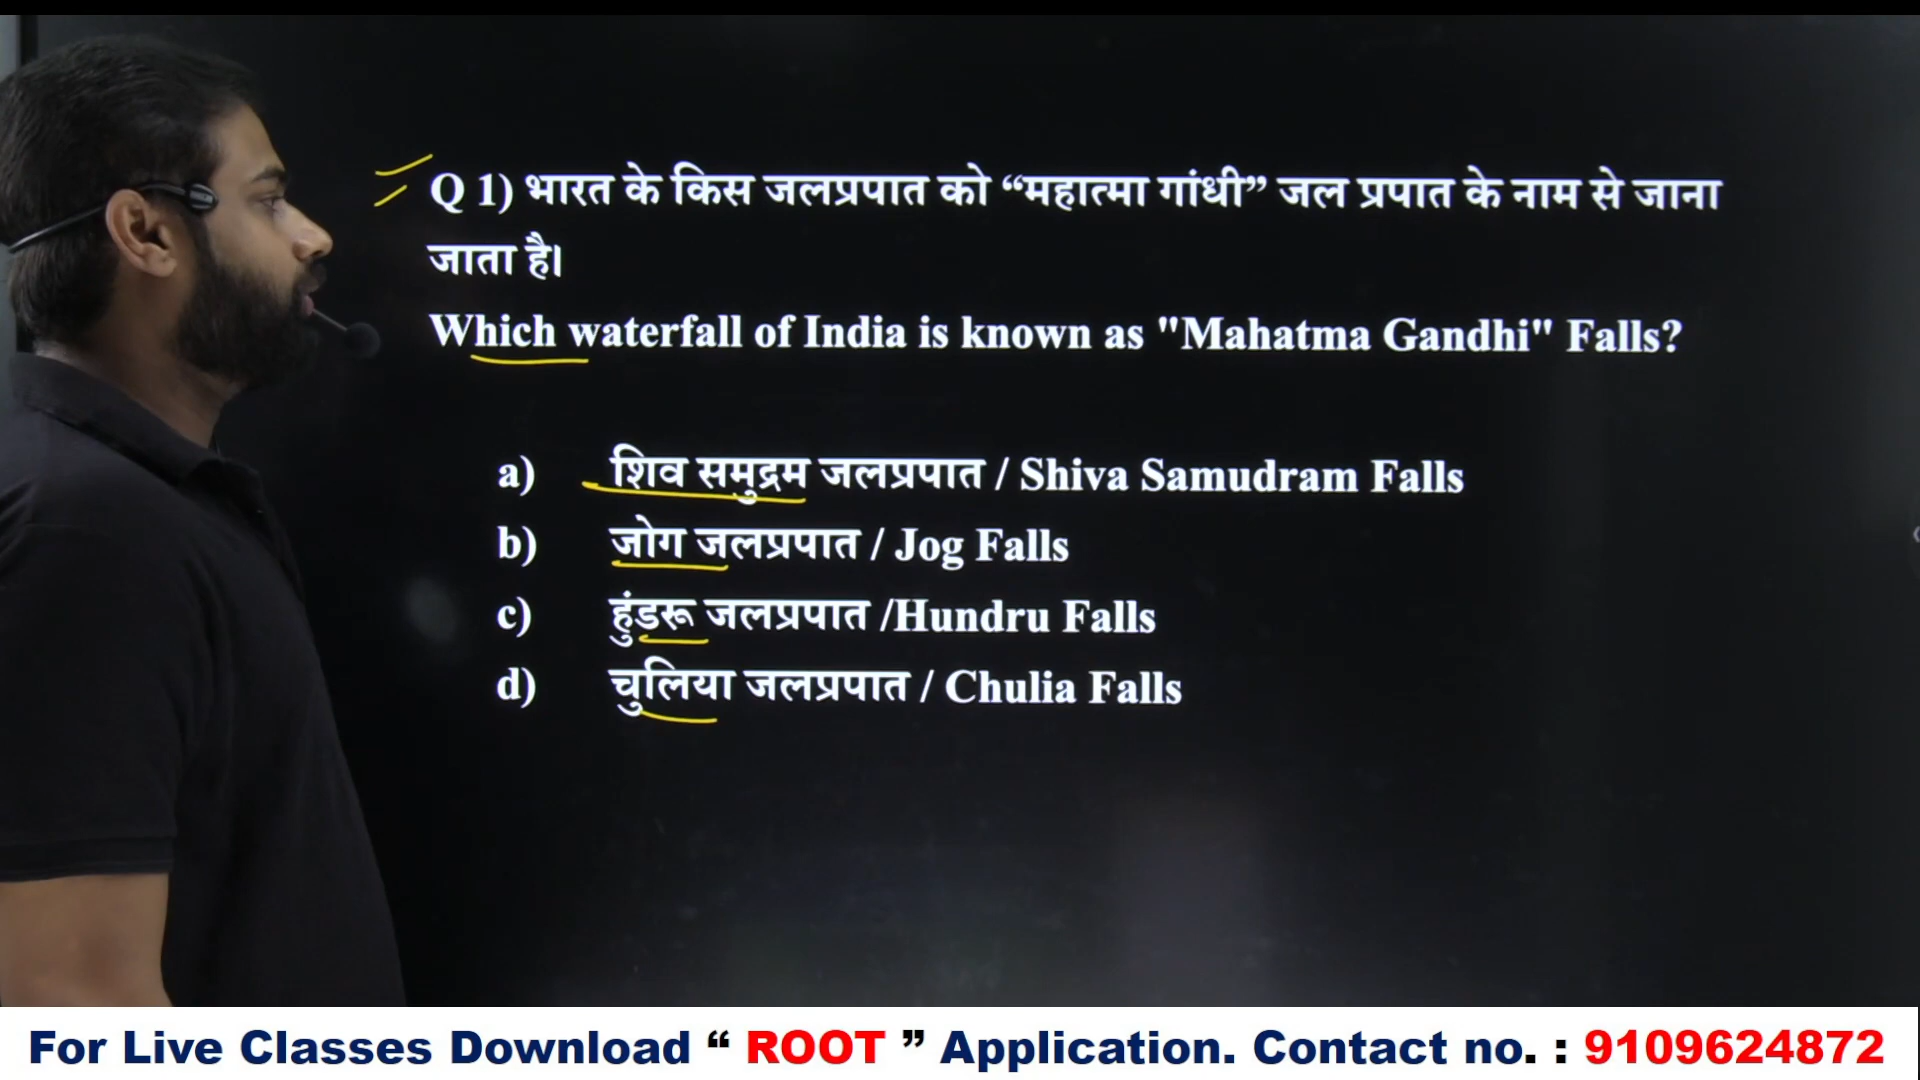 Q 1) भारत के किस जलप्रपात को “महात्मा गांधी” जल प्रपात के नाम से जाना
जाता है।
Which waterfall of India is known as "Mahatma Gandhi" Falls?
a) शिव समुद्रम जलप्रपात / Shiva Samudram Falls
b) जोग जलप्रपात / Jog Falls
c) हुंडरू जलप्रपात /Hundru Falls
d) चुलिया जलप्रपात / Chulia Falls
For Live Classes Download “ ROOT ” Application. Contact no. : 9109624872